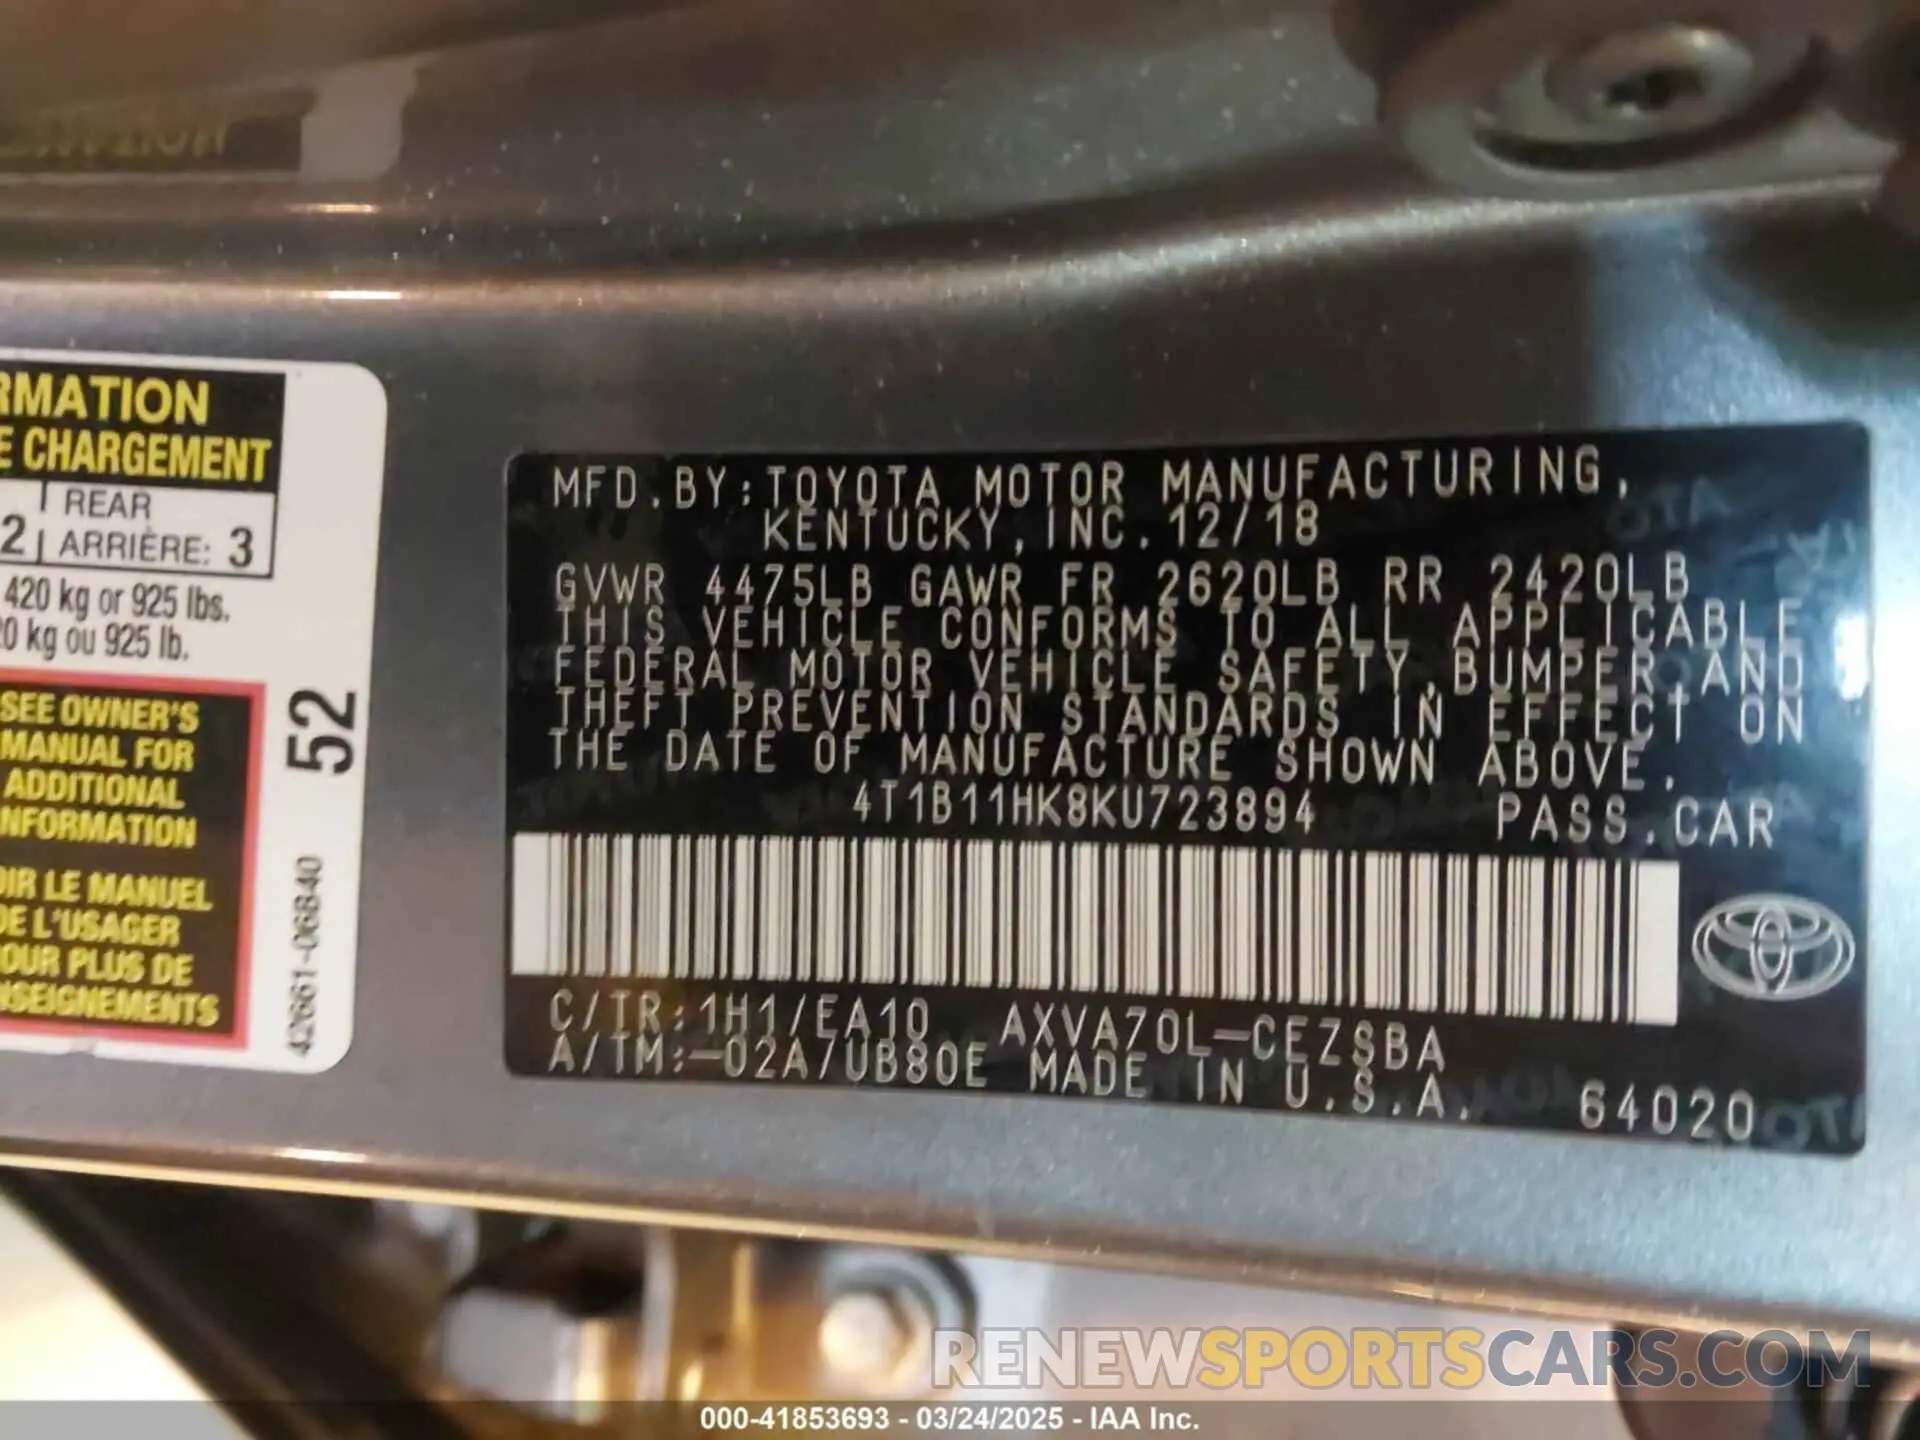 RMATION
E CHARGEMENT
REAR
2 ARRIÈRE: 3
420 kg or 925 lbs.
0 kg ou 925 lb.
SEE OWNER'S
MANUAL FOR
ADDITIONAL
NFORMATION
OIR LE MANUEL
DE L'USAGER
OUR PLUS DE
NSEIGNEMENTS
52
42661-06B40
MFD.BY:TOYOTA MOTOR MANUFACTURING,
KENTUCKY,INC.12/18
GVWR 4475LB GAWR FR 2620LB RR 2420LB
THIS VEHICLE CONFORMS TO ALL APPLICABLE
FEDERAL MOTOR VEHICLE SAFETY,BUMPER,AND
THEFT PREVENTION STANDARDS IN EFFECT ON
THE DATE OF MANUFACTURE SHOWN ABOVE.
4T1B11HK8KU723894 PASS.CAR
C/TR:1H1/EA10 AXVA70L-CEZSBA
A/TM:-02A/UB80E MADE IN U.S.A. 64020
RENEWSPORTSCARS.COM
000-41853693 - 03/24/2025 - IAA Inc.